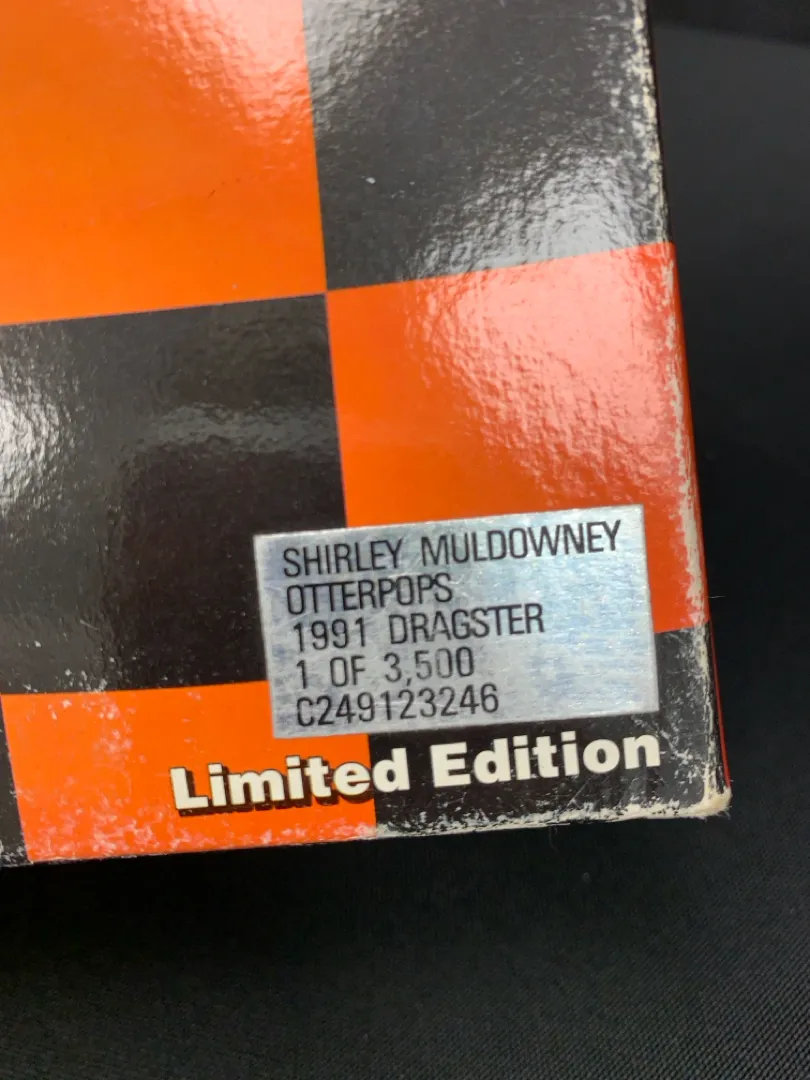 SHIRLEY MULDOWNEY
OTTERPOPS
1991 DRAGSTER
1 OF 3,500
C249123246
Limited Edition